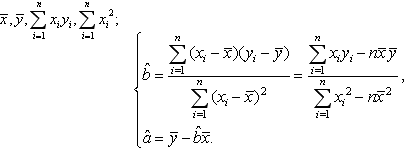 $\overline{x}, \overline{y}, \sum_{i=1}^{n} x_i y_i, \sum_{i=1}^{n} x_i^2;$
$\begin{cases} \hat{b} = \dfrac{\sum_{i=1}^{n} (x_i - \overline{x})(y_i - \overline{y})}{\sum_{i=1}^{n} (x_i - \overline{x})^2} = \dfrac{\sum_{i=1}^{n} x_i y_i - n\overline{x}\,\overline{y}}{\sum_{i=1}^{n} x_i^2 - n\overline{x}^2}, \\ \hat{a} = \overline{y} - \hat{b}\overline{x}. \end{cases}$